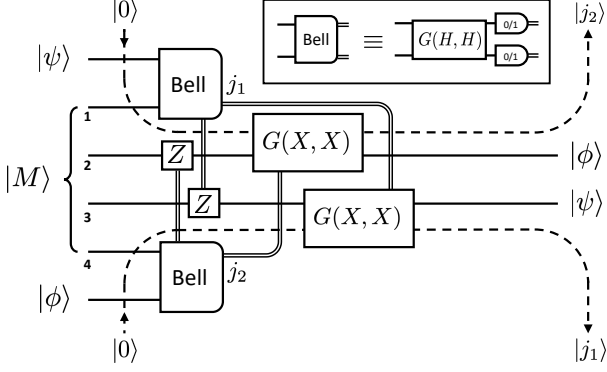 |0⟩
|j₂⟩
0/1
Bell ≡ G(H, H)
0/1
|ψ⟩
Bell
j₁
1
G(X, X)
2
Z
|ϕ⟩
|M⟩
3
Z
G(X, X)
|ψ⟩
4
Bell
j₂
|ϕ⟩
|0⟩
|j₁⟩